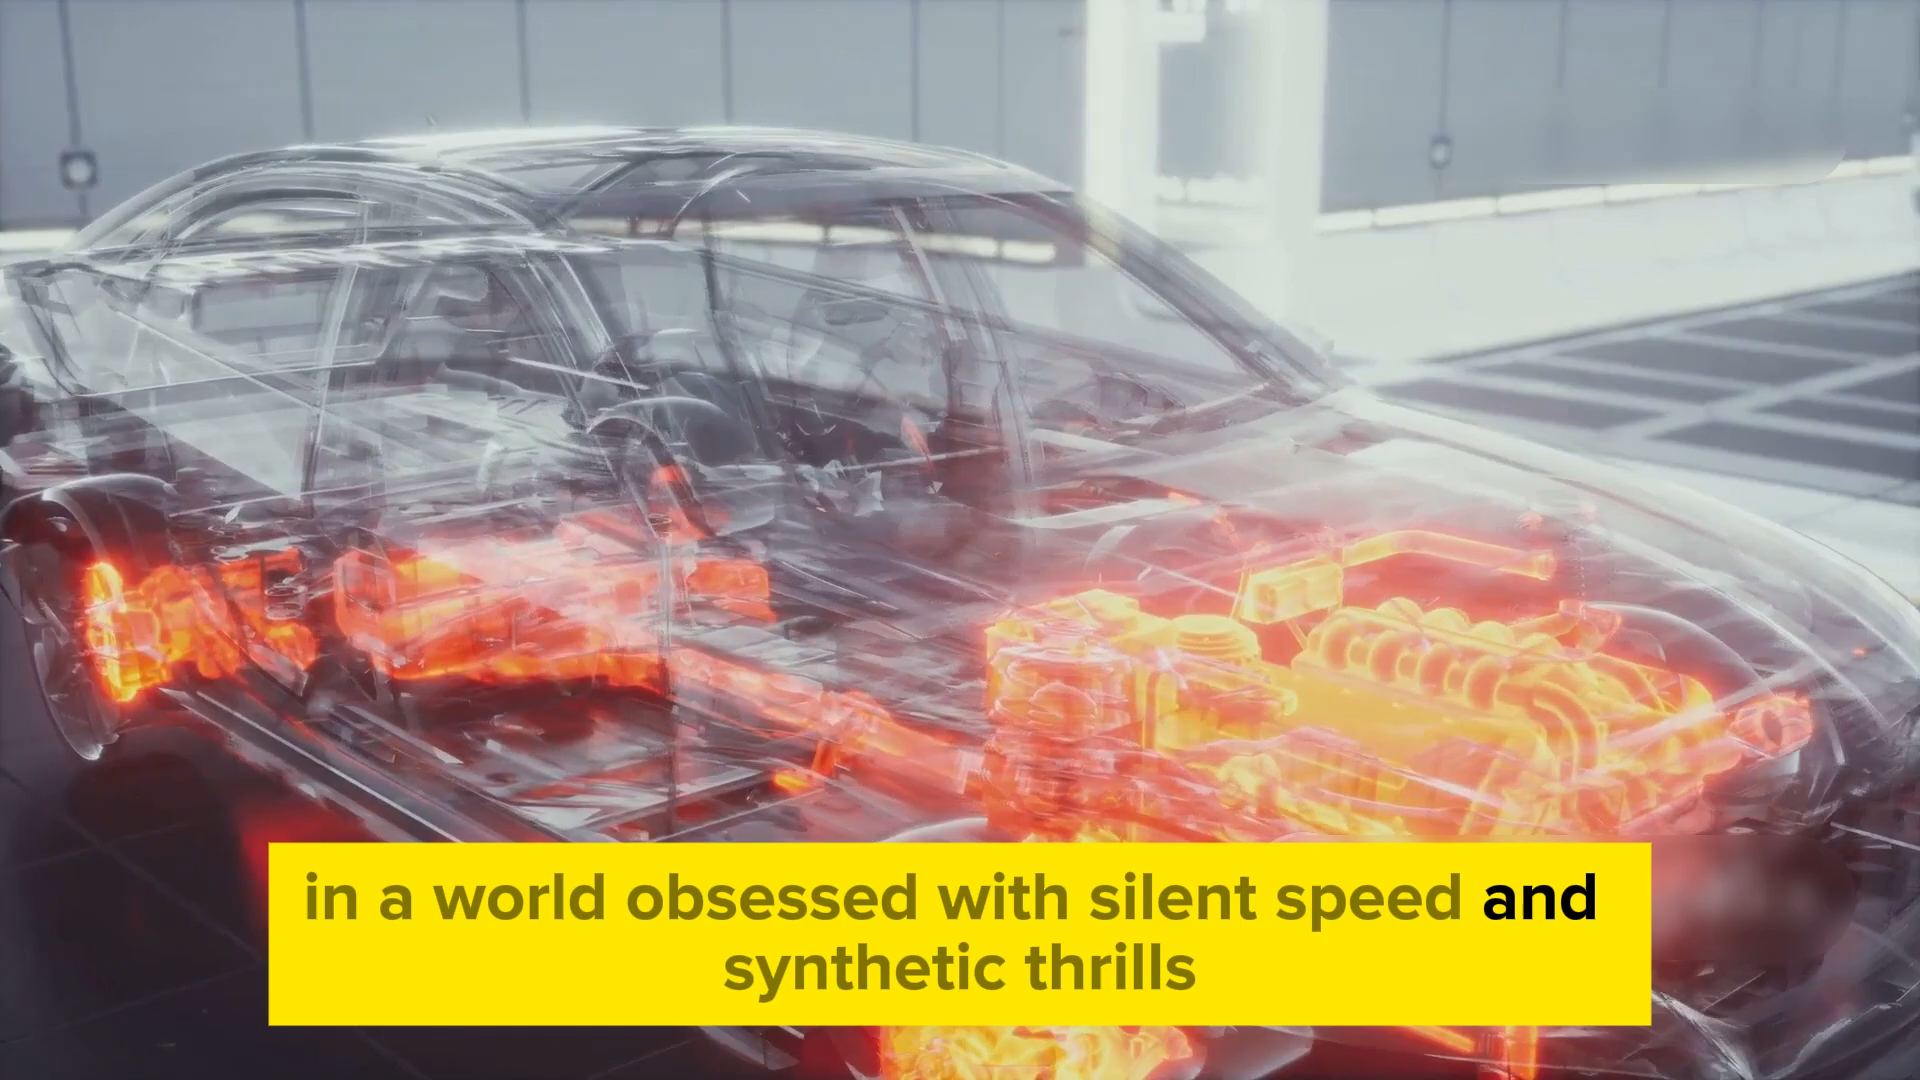 in a world obsessed with silent speed and
synthetic thrills